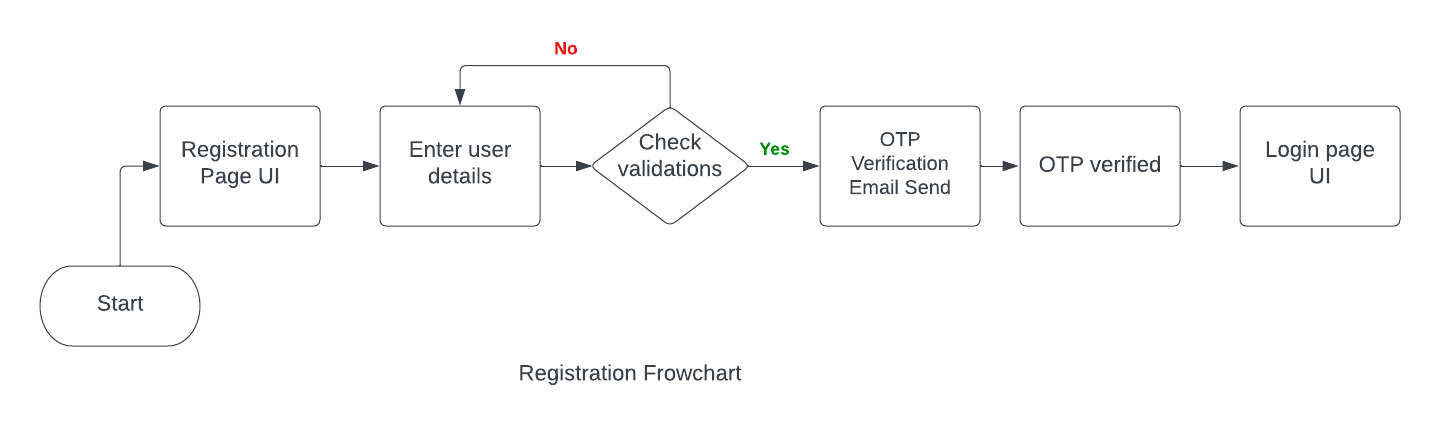 No
Registration
Page UI
Enter user
details
Check
validations
Yes
OTP
Verification
Email Send
OTP verified
Login page
UI
Start
Registration Frowchart